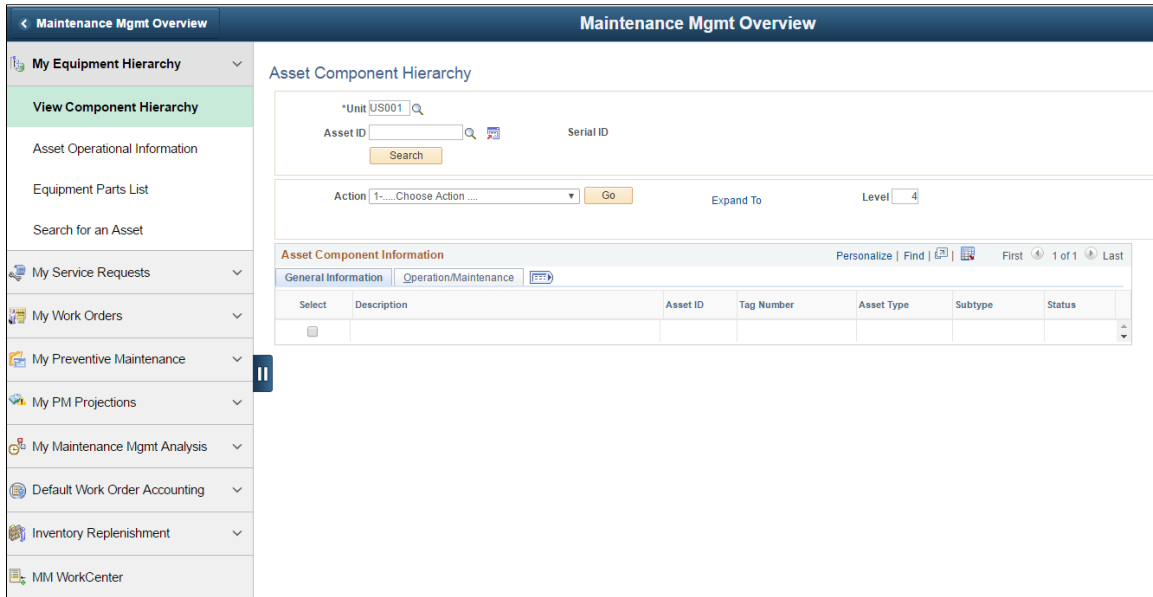 Maintenance Mgmt Overview
Maintenance Mgmt Overview
My Equipment Hierarchy
View Component Hierarchy
Asset Operational Information
Equipment Parts List
Search for an Asset
My Service Requests
My Work Orders
My Preventive Maintenance
My PM Projections
My Maintenance Mgmt Analysis
Default Work Order Accounting
Inventory Replenishment
MM WorkCenter
Asset Component Hierarchy
*Unit US001
Asset ID Serial ID
Search
Action 1-.....Choose Action .... Go Expand To Level 4
Asset Component Information Personalize | Find | | First 1 of 1 Last
General Information Operation/Maintenance
Select Description Asset ID Tag Number Asset Type Subtype Status